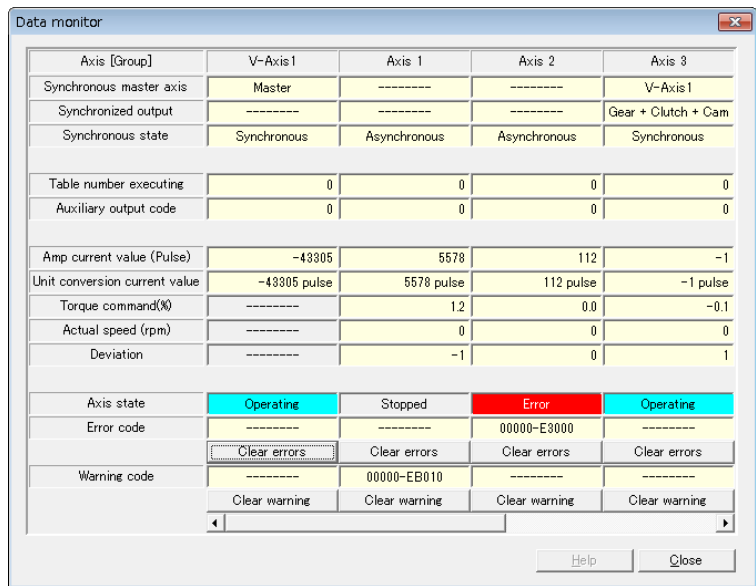 Data monitor
Axis [Group] V-Axis1 Axis 1 Axis 2 Axis 3
Synchronous master axis Master -------- -------- V-Axis1
Synchronized output -------- -------- -------- Gear + Clutch + Cam
Synchronous state Synchronous Asynchronous Asynchronous Synchronous
Table number executing 0 0 0 0
Auxiliary output code 0 0 0 0
Amp current value (Pulse) -43305 5578 112 -1
Unit conversion current value -43305 pulse 5578 pulse 112 pulse -1 pulse
Torque command(%) -------- 1.2 0.0 -0.1
Actual speed (rpm) -------- 0 0 0
Deviation -------- -1 0 1
Axis state Operating Stopped Error Operating
Error code -------- -------- 00000-E3000 --------
Clear errors Clear errors Clear errors Clear errors
Warning code -------- 00000-EB010 -------- --------
Clear warning Clear warning Clear warning Clear warning
Help Close